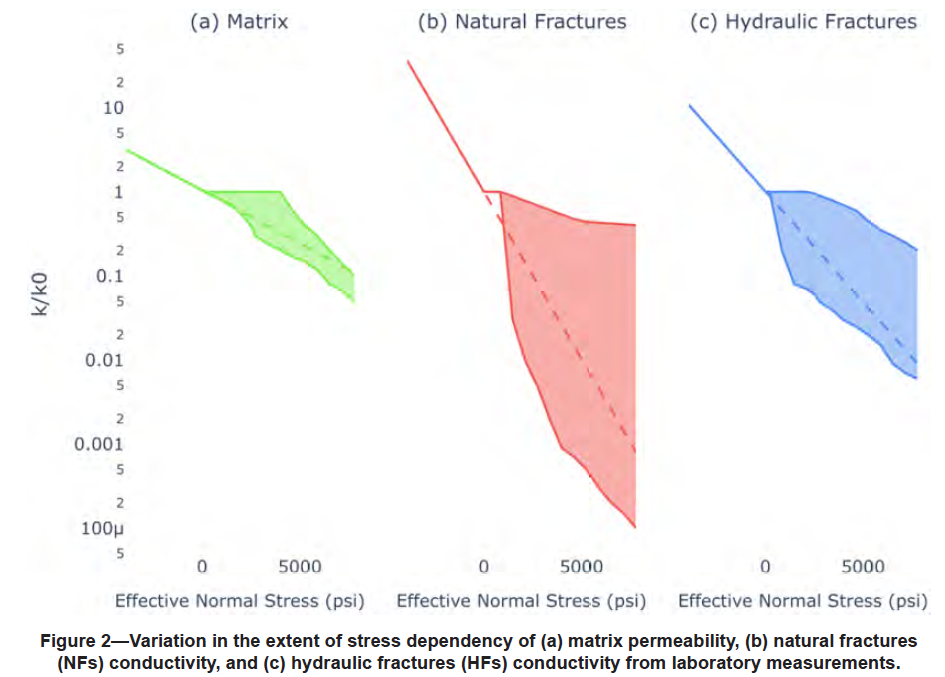 (a) Matrix
(b) Natural Fractures
(c) Hydraulic Fractures
5
2
10
5
2
1
5
2
0.1
5
2
0.01
5
2
0.001
5
2
100μ
5
k/k0
0 5000
0 5000
0 5000
Effective Normal Stress (psi)
Effective Normal Stress (psi)
Effective Normal Stress (psi)
Figure 2—Variation in the extent of stress dependency of (a) matrix permeability, (b) natural fractures
(NFs) conductivity, and (c) hydraulic fractures (HFs) conductivity from laboratory measurements.